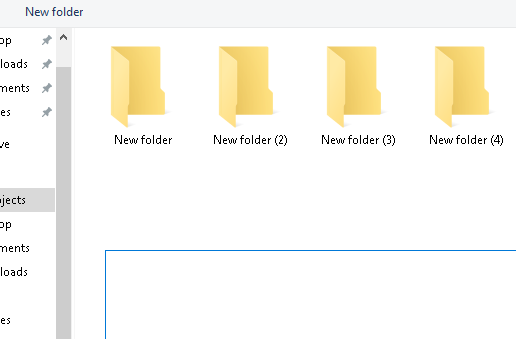 New folder
op
loads
ments
es
ve
jects
op
ments
loads
es
New folder
New folder (2)
New folder (3)
New folder (4)